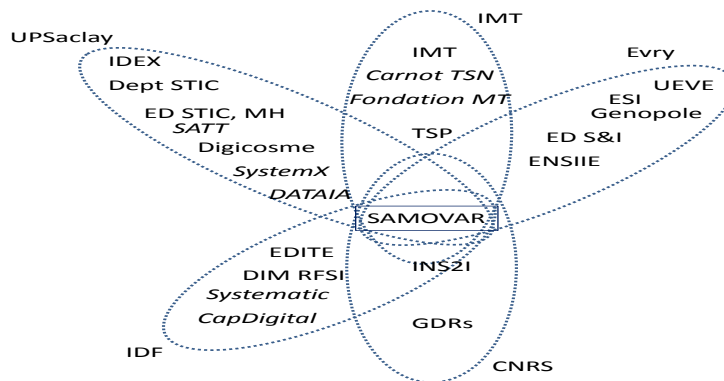 IMT
UPSaclay
IMT
Evry
IDEX
Carnot TSN
Dept STIC
UEVE
Fondation MT
ESI
ED STIC, MH
Genopole
SATT
TSP
ED S&I
Digicosme
ENSIIE
SystemX
DATAIA
SAMOVAR
EDITE
INS2I
DIM RFSI
Systematic
CapDigital
GDRs
IDF
CNRS